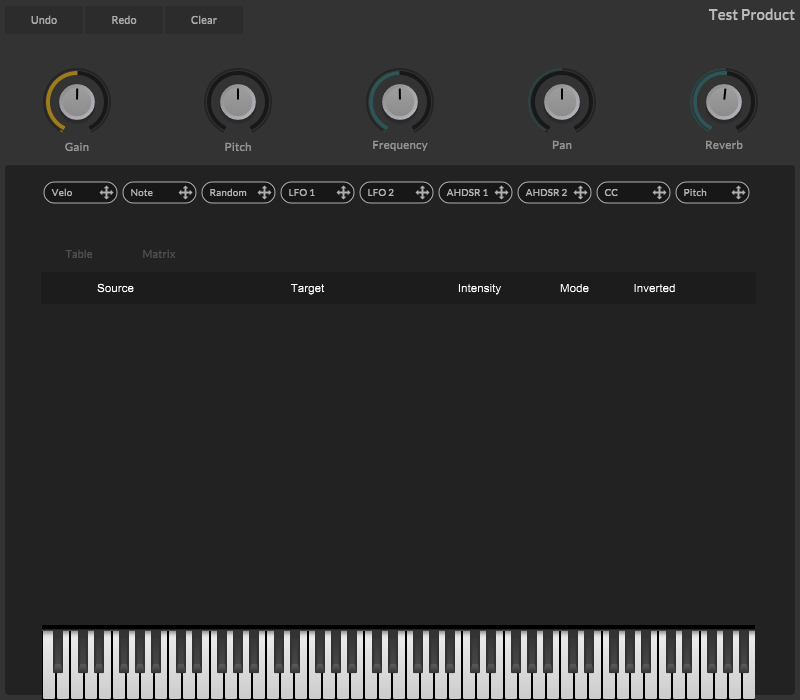 Undo Redo Clear Test Product
Gain Pitch Frequency Pan Reverb
Velo Note Random LFO 1 LFO 2 AHDSR 1 AHDSR 2 CC Pitch
Table Matrix
Source Target Intensity Mode Inverted